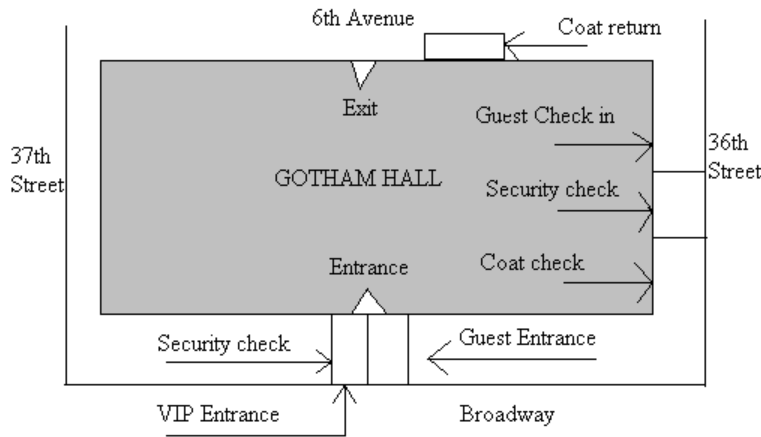 6th Avenue
Coat return
Exit
Guest Check in
37th
Street
36th
Street
GOTHAM HALL
Security check
Entrance
Coat check
Security check
Guest Entrance
VIP Entrance
Broadway